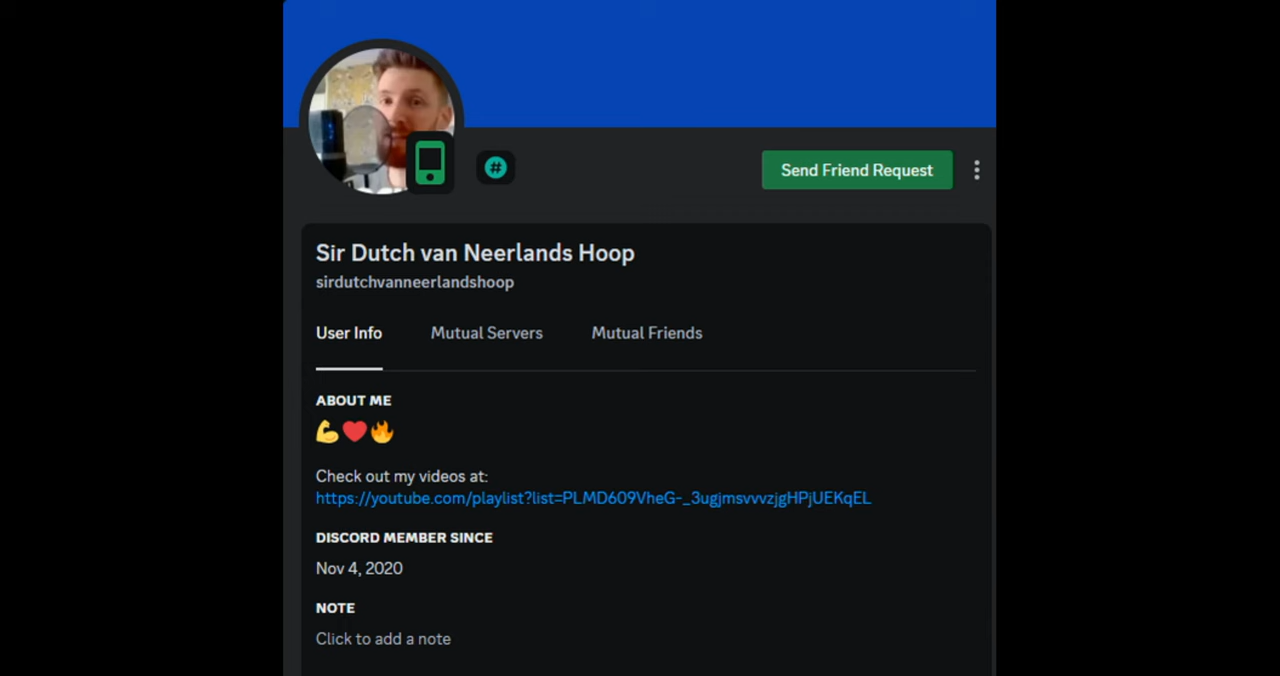 #
Send Friend Request
Sir Dutch van Neerlands Hoop
sirdutchvanneerlandshoop
User Info Mutual Servers Mutual Friends
ABOUT ME
💪❤️🔥
Check out my videos at:
https://youtube.com/playlist?list=PLMD609VheG-_3ugjmsvvvzjgHPjUEKqEL
DISCORD MEMBER SINCE
Nov 4, 2020
NOTE
Click to add a note